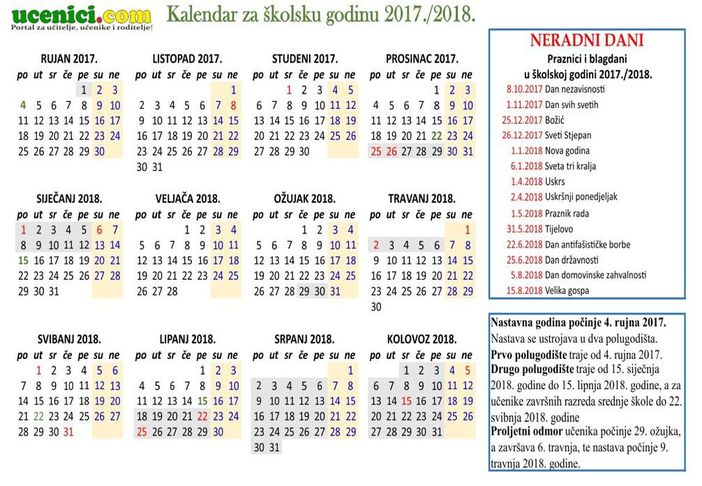 ucenici.com
Portal za učitelje, učenike i roditelje!
Kalendar za školsku godinu 2017./2018.
RUJAN 2017.
po ut sr če pe su ne
1 2 3
4 5 6 7 8 9 10
11 12 13 14 15 16 17
18 19 20 21 22 23 24
25 26 27 28 29 30
LISTOPAD 2017.
po ut sr če pe su ne
1
2 3 4 5 6 7 8
9 10 11 12 13 14 15
16 17 18 19 20 21 22
23 24 25 26 27 28 29
30 31
STUDENI 2017.
po ut sr če pe su ne
1 2 3 4 5
6 7 8 9 10 11 12
13 14 15 16 17 18 19
20 21 22 23 24 25 26
27 28 29 30
PROSINAC 2017.
po ut sr če pe su ne
1 2 3
4 5 6 7 8 9 10
11 12 13 14 15 16 17
18 19 20 21 22 23 24
25 26 27 28 29 30 31
SIJEČANJ 2018.
po ut sr če pe su ne
1 2 3 4 5 6 7
8 9 10 11 12 13 14
15 16 17 18 19 20 21
22 23 24 25 26 27 28
29 30 31
VELJAČA 2018.
po ut sr če pe su ne
1 2 3 4
5 6 7 8 9 10 11
12 13 14 15 16 17 18
19 20 21 22 23 24 25
26 27 28
OŽUJAK 2018.
po ut sr če pe su ne
1 2 3 4
5 6 7 8 9 10 11
12 13 14 15 16 17 18
19 20 21 22 23 24 25
26 27 28 29 30 31
TRAVANJ 2018.
po ut sr če pe su ne
1
2 3 4 5 6 7 8
9 10 11 12 13 14 15
16 17 18 19 20 21 22
23 24 25 26 27 28 29
30
SVIBANJ 2018.
po ut sr če pe su ne
1 2 3 4 5 6
7 8 9 10 11 12 13
14 15 16 17 18 19 20
21 22 23 24 25 26 27
28 29 30 31
LIPANJ 2018.
po ut sr če pe su ne
1 2 3
4 5 6 7 8 9 10
11 12 13 14 15 16 17
18 19 20 21 22 23 24
25 26 27 28 29 30
SRPANJ 2018.
po ut sr če pe su ne
1
2 3 4 5 6 7 8
9 10 11 12 13 14 15
16 17 18 19 20 21 22
23 24 25 26 27 28 29
30 31
KOLOVOZ 2018.
po ut sr če pe su ne
1 2 3 4 5
6 7 8 9 10 11 12
13 14 15 16 17 18 19
20 21 22 23 24 25 26
27 28 29 30 31
NERADNI DANI
Praznici i blagdani
u školskoj godini 2017./2018.
8.10.2017 Dan nezavisnosti
1.11.2017 Dan svih svetih
25.12.2017 Božić
26.12.2017 Sveti Stjepan
1.1.2018 Nova godina
6.1.2018 Sveta tri kralja
1.4.2018 Uskrs
2.4.2018 Uskršnji ponedjeljak
1.5.2018 Praznik rada
31.5.2018 Tijelovo
22.6.2018 Dan antifašističke borbe
25.6.2018 Dan državnosti
5.8.2018 Dan domovinske zahvalnosti
15.8.2018 Velika gospa
Nastavna godina počinje 4. rujna 2017.
Nastava se ustrojava u dva polugodišta.
Prvo polugodište traje od 4. rujna 2017.
Drugo polugodište traje od 15. siječnja
2018. godine do 15. lipnja 2018. godine, a za
učenike završnih razreda srednje škole do 22.
svibnja 2018. godine
Proljetni odmor učenika počinje 29. ožujka,
a završava 6. travnja, te nastava počinje 9.
travnja 2018. godine.